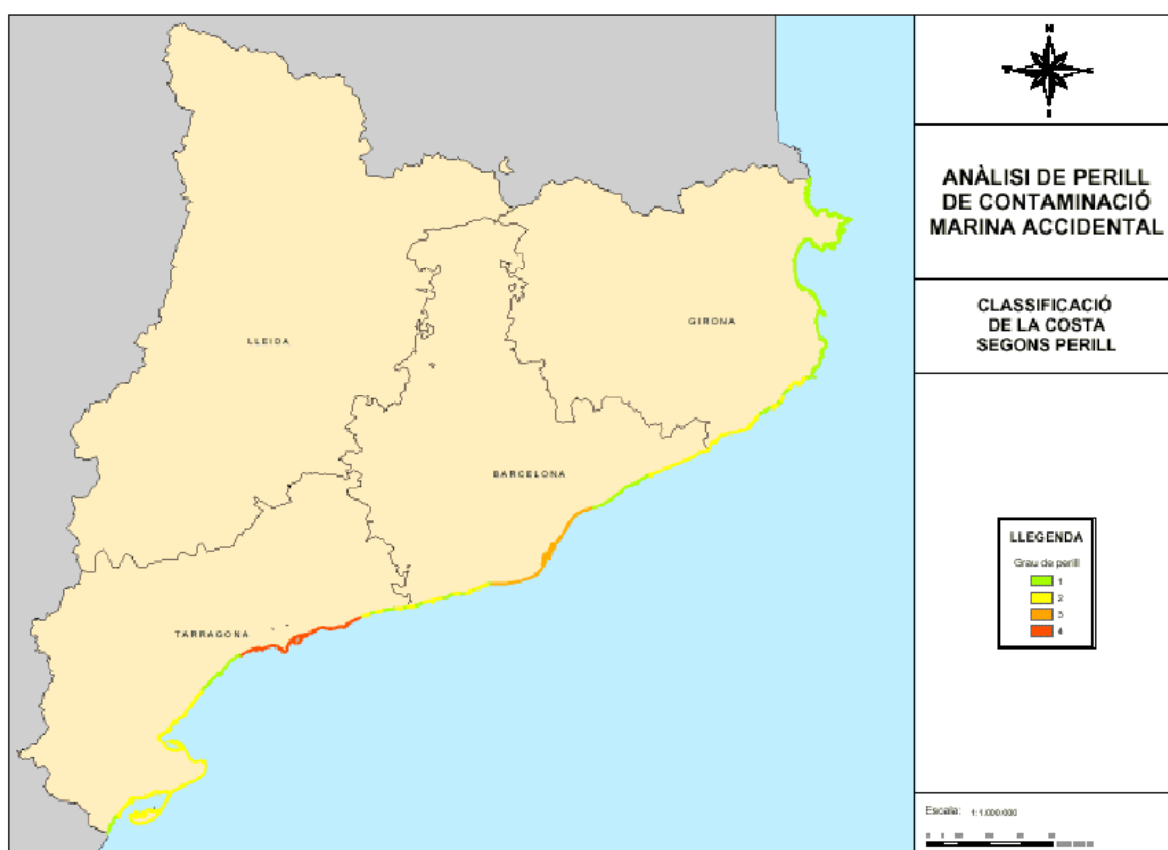 N
S
ANÀLISI DE PERILL
DE CONTAMINACIÓ
MARINA ACCIDENTAL
CLASSIFICACIÓ
DE LA COSTA
SEGONS PERILL
LLEIDA
GIRONA
BARCELONA
TARRAGONA
LLEGENDA
Grau de perill
1
2
3
4
Escala: 1:1.000.000